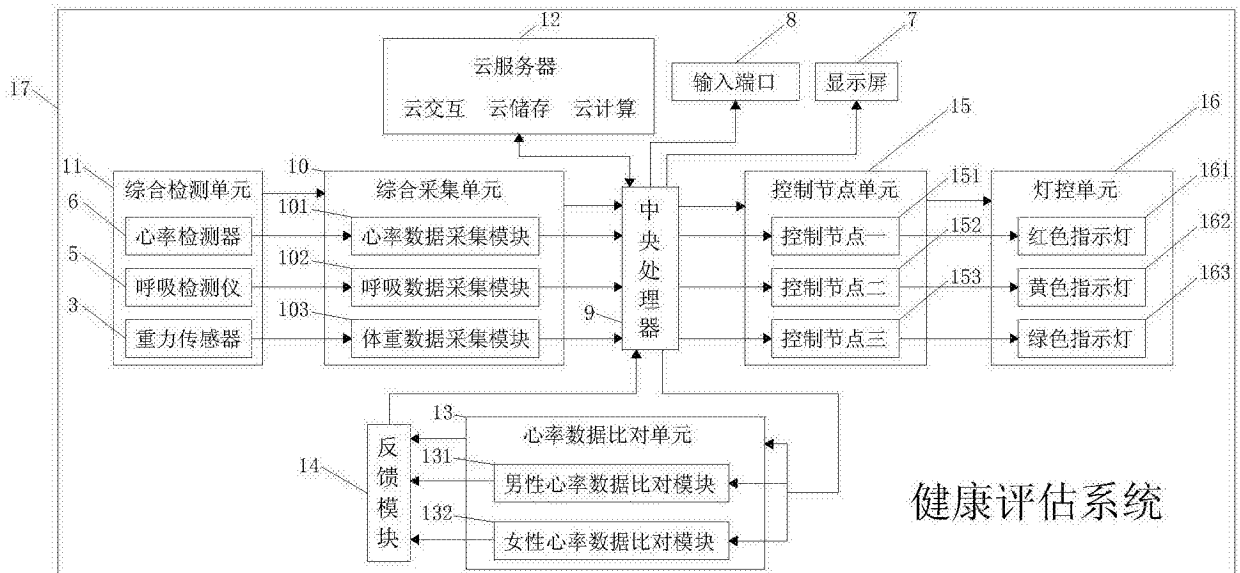 12
8
7
云服务器
云交互 云储存 云计算
输入端口
显示屏
17
15
16
11
综合检测单元
10
综合采集单元
控制节点单元
灯控单元
6
心率检测器
101
心率数据采集模块
151
控制节点一
161
红色指示灯
5
呼吸检测仪
102
呼吸数据采集模块
152
控制节点二
162
黄色指示灯
3
重力传感器
103
体重数据采集模块
153
控制节点三
163
绿色指示灯
中央处理器
9
13
心率数据比对单元
131
男性心率数据比对模块
132
女性心率数据比对模块
14
反馈模块
健康评估系统